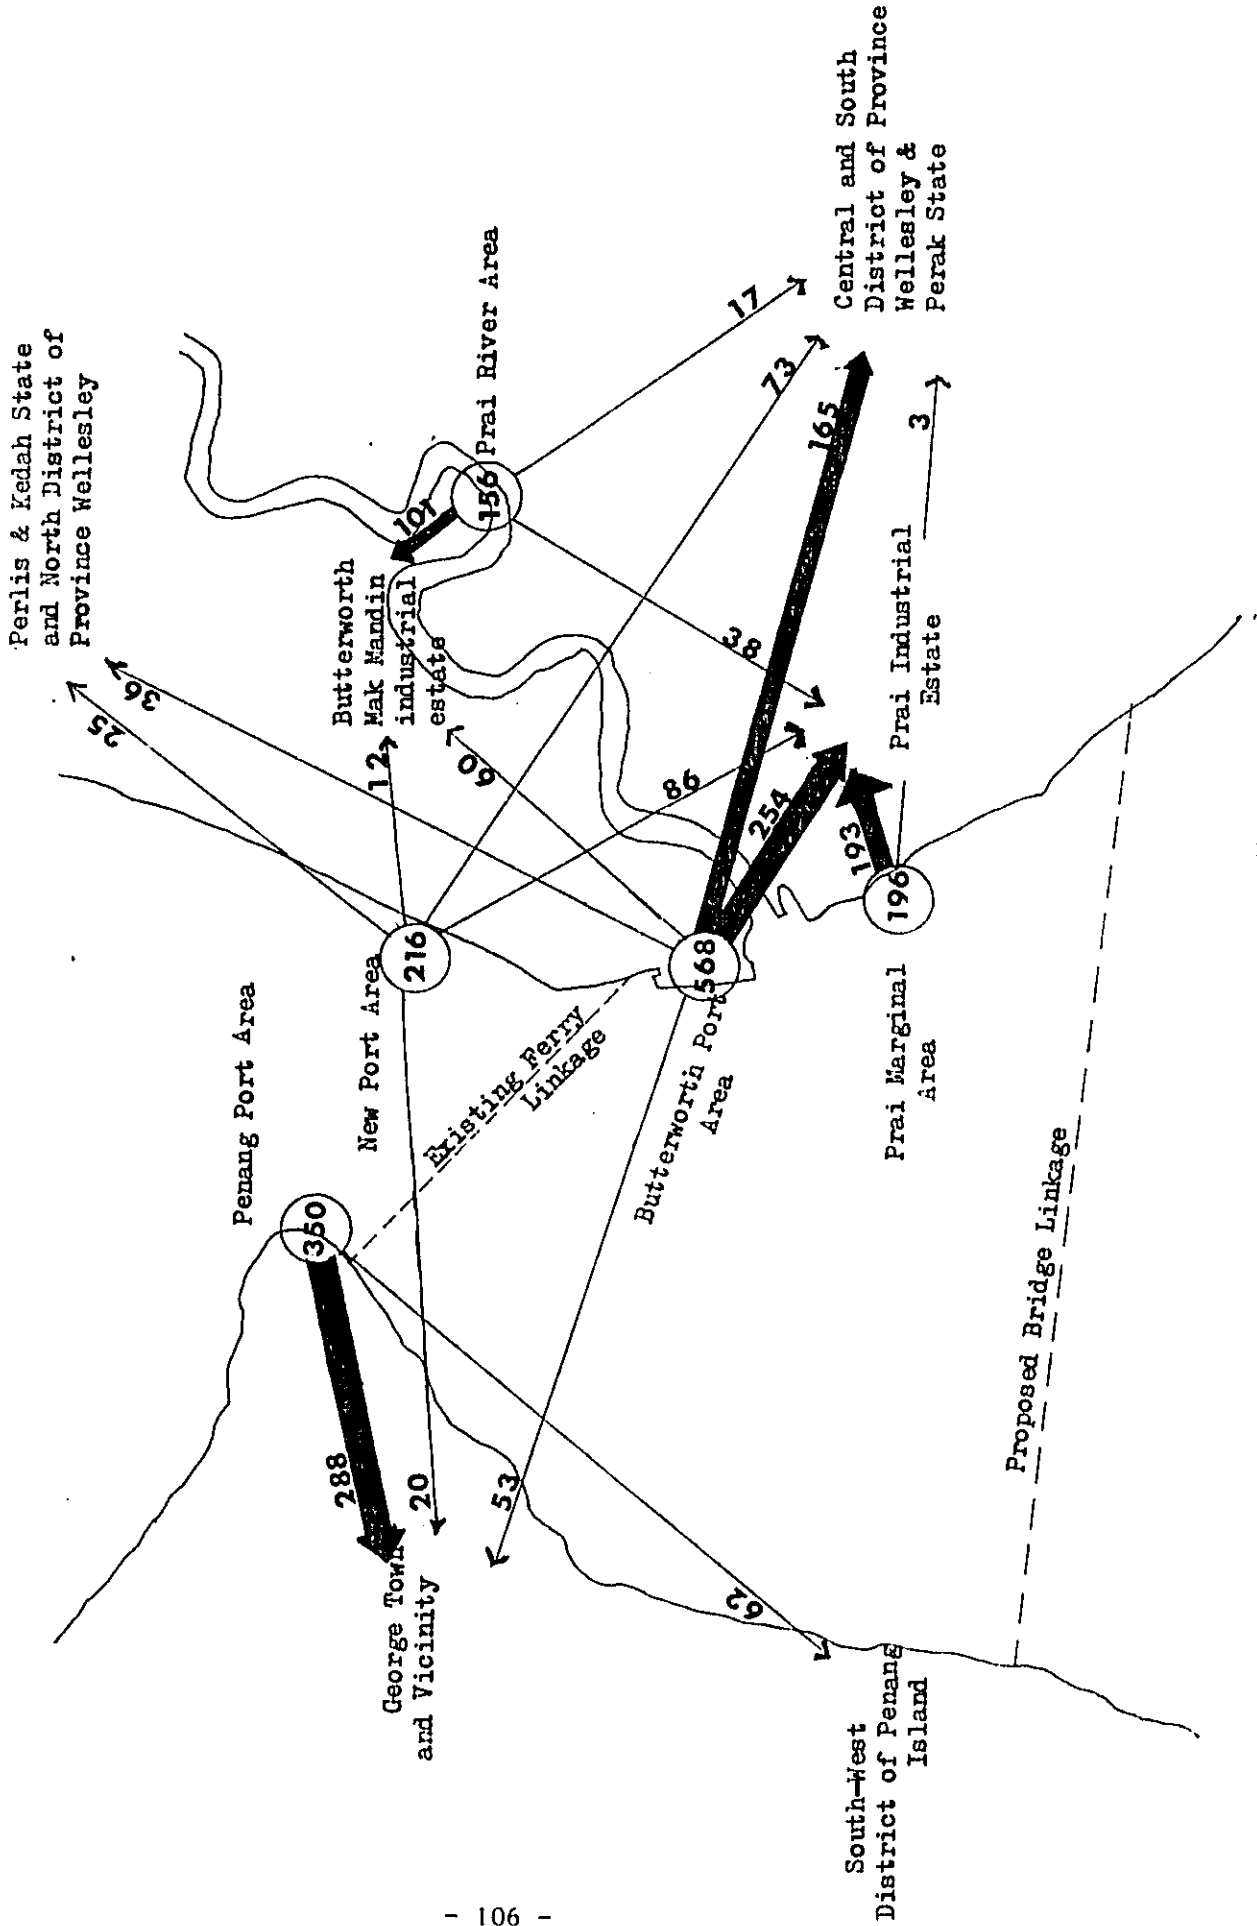 Perlis & Kedah State
and North District of
Province Wellesley
25
36
Penang Port Area
350
288
George Town
and Vicinity
20
53
62
South-West
District of Penang
Island
New Port Area
216
12
Butterworth
Mak Mandin
industrial
estate
60
101
156
Prai River Area
17
73
38
86
165
254
Existing Ferry
Linkage
568
Butterworth Port
Area
193
196
Prai Marginal
Area
Prai Industrial
Estate
3
Central and South
District of Province
Wellesley &
Perak State
Proposed Bridge Linkage
- 106 -